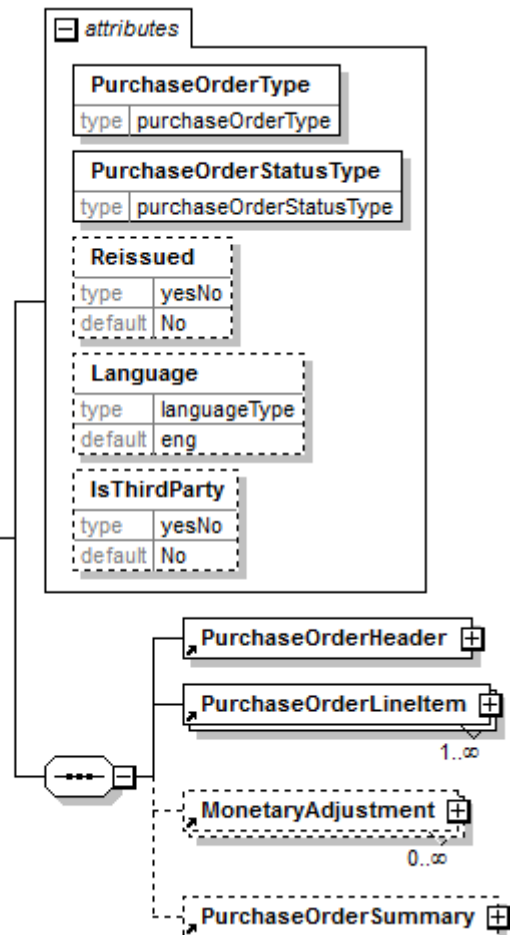 attributes
PurchaseOrderType
type purchaseOrderType
PurchaseOrderStatusType
type purchaseOrderStatusType
Reissued
type yesNo
default No
Language
type languageType
default eng
IsThirdParty
type yesNo
default No
PurchaseOrderHeader
PurchaseOrderLineItem
1..∞
MonetaryAdjustment
0..∞
PurchaseOrderSummary